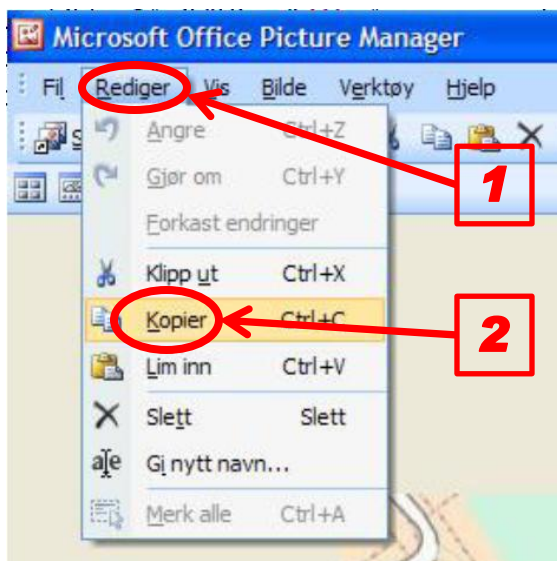 Microsoft Office Picture Manager
Fil Rediger Vis Bilde Verktøy Hjelp
Angre Ctrl+Z
1
Gjør om Ctrl+Y
Forkast endringer
Klipp ut Ctrl+X
Kopier Ctrl+C
2
Lim inn Ctrl+V
Slett Slett
Gi nytt navn...
Merk alle Ctrl+A